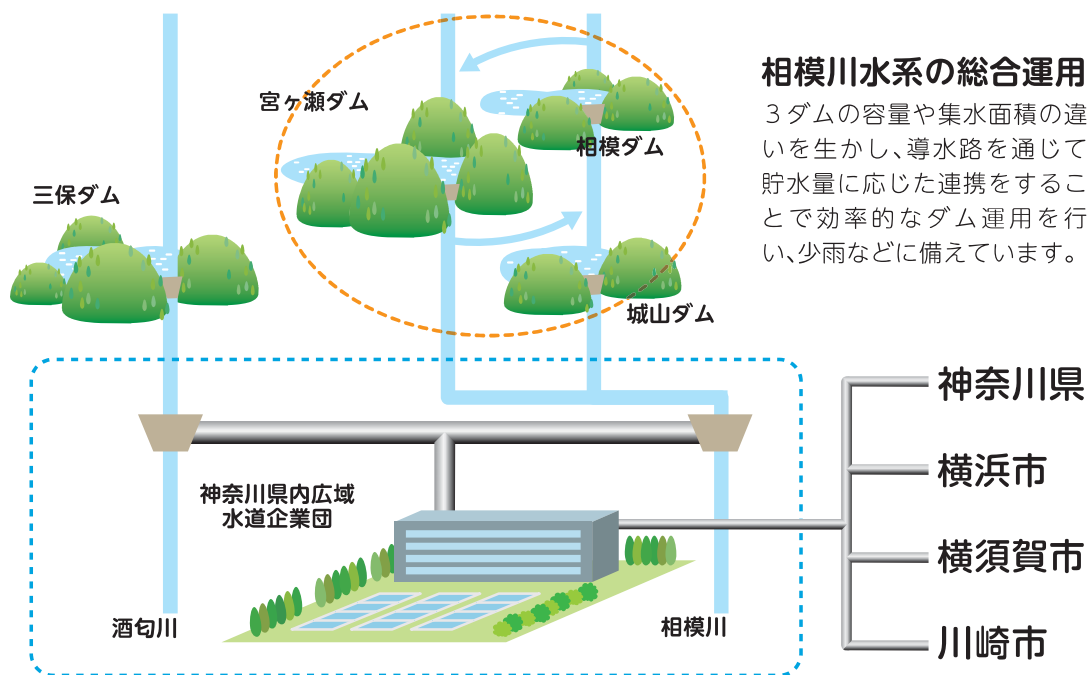 相模川水系の総合運用
３ダムの容量や集水面積の違
いを生かし、導水路を通じて
貯水量に応じた連携をするこ
とで効率的なダム運用を行
い、少雨などに備えています。
宮ヶ瀬ダム
相模ダム
三保ダム
城山ダム
神奈川県
横浜市
神奈川県内広域
水道企業団
横須賀市
酒匂川
相模川
川崎市